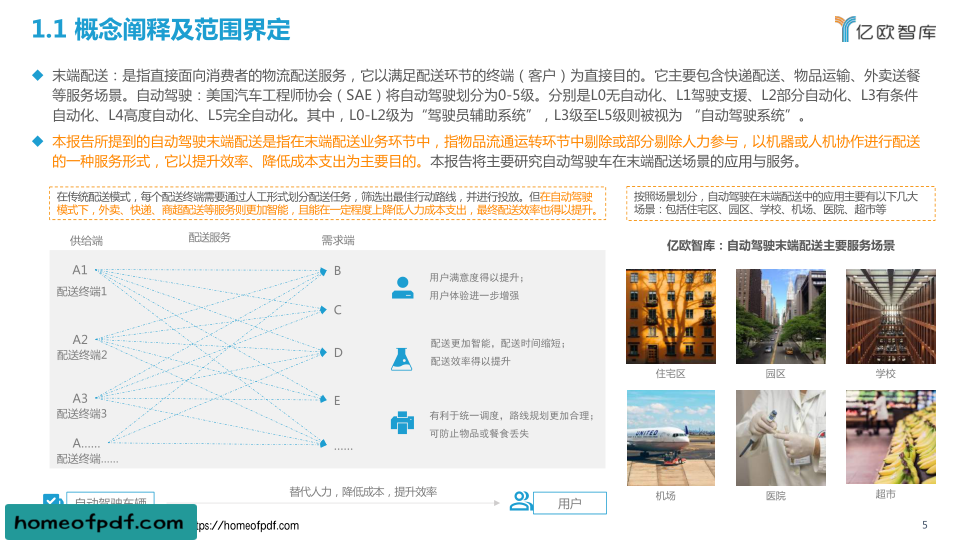 1.1 概念阐释及范围界定
亿欧智库
◆ 末端配送：是指直接面向消费者的物流配送服务，它以满足配送环节的终端（客户）为直接目的。它主要包含快递配送、物品运输、外卖送餐
等服务场景。自动驾驶：美国汽车工程师协会（SAE）将自动驾驶划分为0-5级。分别是L0无自动化、L1驾驶支援、L2部分自动化、L3有条件
自动化、L4高度自动化、L5完全自动化。其中，L0-L2级为“驾驶员辅助系统”，L3级至L5级则被视为 “自动驾驶系统”。
◆ 本报告所提到的自动驾驶末端配送是指在末端配送业务环节中，指物品流通运转环节中剔除或部分剔除人力参与，以机器或人机协作进行配送
的一种服务形式，它以提升效率、降低成本支出为主要目的。本报告将主要研究自动驾驶车在末端配送场景的应用与服务。
在传统配送模式，每个配送终端需要通过人工形式划分配送任务，筛选出最佳行动路线，并进行投放。但在自动驾驶
模式下，外卖、快递、商超配送等服务则更加智能，且能在一定程度上降低人力成本支出，最终配送效率也得以提升。
供给端
配送服务
需求端
A1
配送终端1
A2
配送终端2
A3
配送终端3
A......
配送终端......
B
C
D
E
......
用户满意度得以提升；
用户体验进一步增强
配送更加智能，配送时间缩短；
配送效率得以提升
有利于统一调度，路线规划更加合理；
可防止物品或餐食丢失
自动驾驶车辆
替代人力，降低成本，提升效率
用户
按照场景划分，自动驾驶在末端配送中的应用主要有以下几大
场景：包括住宅区、园区、学校、机场、医院、超市等
亿欧智库：自动驾驶末端配送主要服务场景
住宅区
园区
学校
UNITED
机场
医院
超市
homeofpdf.com
ttps://homeofpdf.com
5